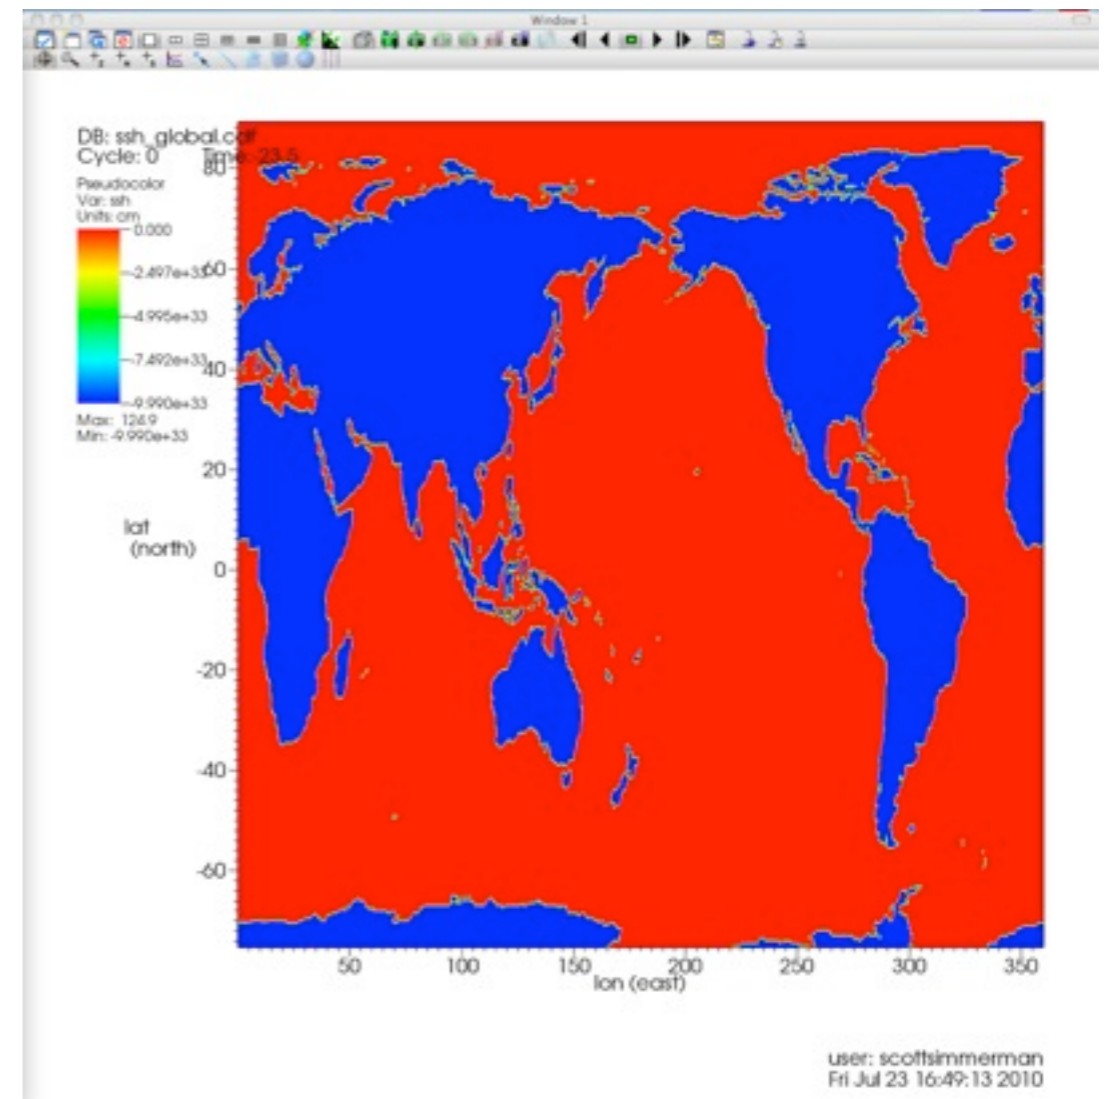 Window 1
DB: ssh_global.cdf
Cycle: 0 Time: 23.5
Pseudocolor
Var: ssh
Units: cm
0.000
-2.497e+33
-4.995e+33
-7.492e+33
-9.990e+33
Max: 124.9
Min: -9.990e+33
80
60
40
20
0
-20
-40
-60
lat
(north)
50 100 150 200 250 300 350
lon (east)
user: scottsimmerman
Fri Jul 23 16:49:13 2010